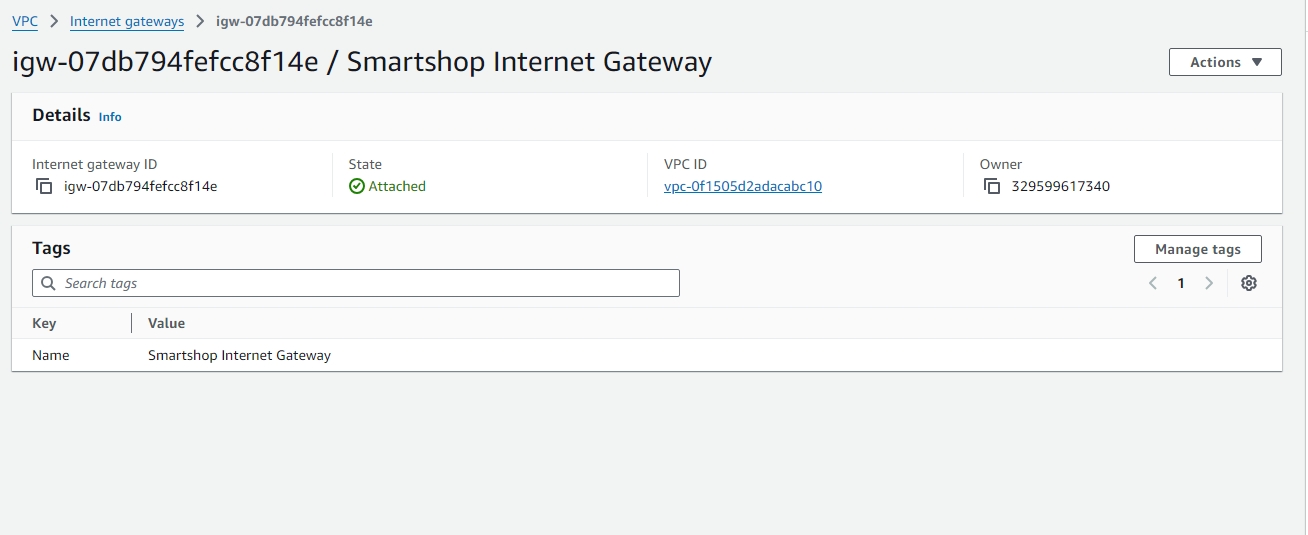 VPC > Internet gateways > igw-07db794fefcc8f14e
igw-07db794fefcc8f14e / Smartshop Internet Gateway
Actions ▼
Details Info
Internet gateway ID
igw-07db794fefcc8f14e
State
Attached
VPC ID
vpc-0f1505d2adacabc10
Owner
329599617340
Tags
Manage tags
Search tags
< 1 >
Key Value
Name Smartshop Internet Gateway